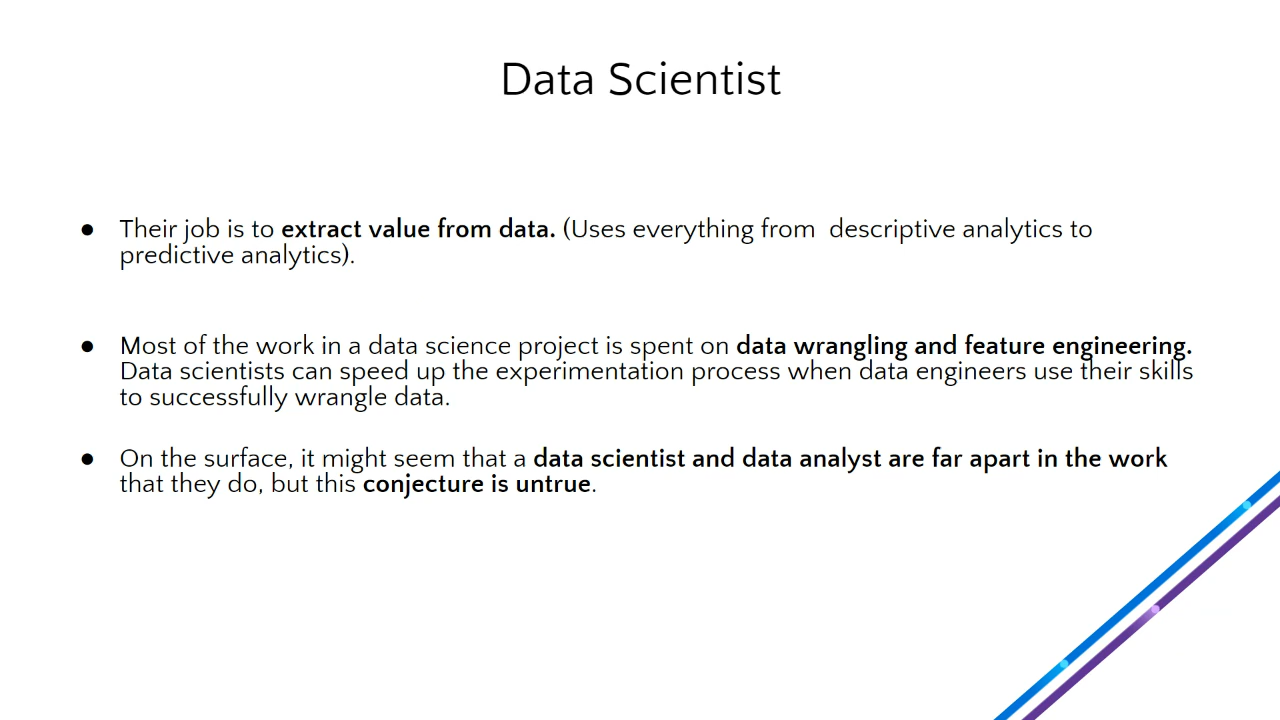 Data Scientist
● Their job is to extract value from data. (Uses everything from  descriptive analytics to
predictive analytics).
● Most of the work in a data science project is spent on data wrangling and feature engineering.
Data scientists can speed up the experimentation process when data engineers use their skills
to successfully wrangle data.
● On the surface, it might seem that a data scientist and data analyst are far apart in the work
that they do, but this conjecture is untrue.